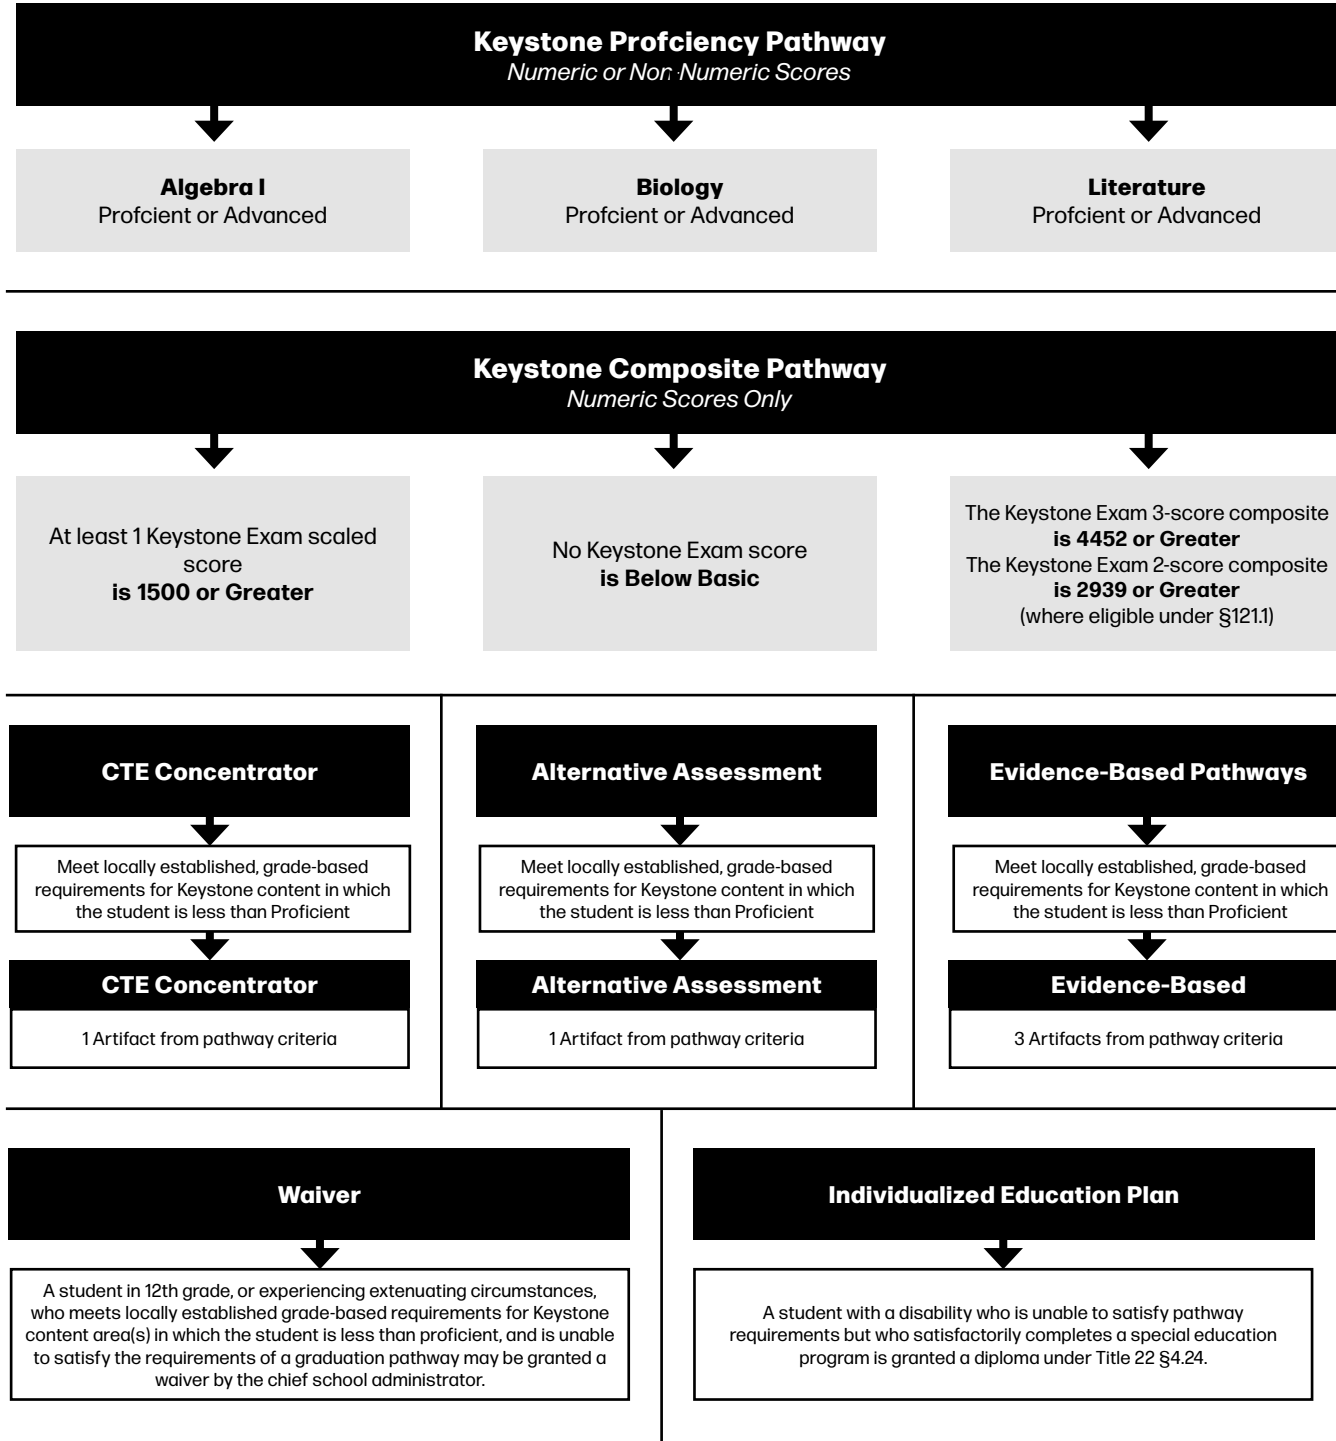 Keystone Profciency Pathway
Numeric or Non-Numeric Scores
Algebra I
Profcient or Advanced
Biology
Profcient or Advanced
Literature
Profcient or Advanced
Keystone Composite Pathway
Numeric Scores Only
At least 1 Keystone Exam scaled
score
is 1500 or Greater
No Keystone Exam score
is Below Basic
The Keystone Exam 3-score composite
is 4452 or Greater
The Keystone Exam 2-score composite
is 2939 or Greater
(where eligible under §121.1)
CTE Concentrator
Meet locally established, grade-based
requirements for Keystone content in which
the student is less than Proficient
CTE Concentrator
1 Artifact from pathway criteria
Alternative Assessment
Meet locally established, grade-based
requirements for Keystone content in which
the student is less than Proficient
Alternative Assessment
1 Artifact from pathway criteria
Evidence-Based Pathways
Meet locally established, grade-based
requirements for Keystone content in which
the student is less than Proficient
Evidence-Based
3 Artifacts from pathway criteria
Waiver
A student in 12th grade, or experiencing extenuating circumstances,
who meets locally established grade-based requirements for Keystone
content area(s) in which the student is less than proficient, and is unable
to satisfy the requirements of a graduation pathway may be granted a
waiver by the chief school administrator.
Individualized Education Plan
A student with a disability who is unable to satisfy pathway
requirements but who satisfactorily completes a special education
program is granted a diploma under Title 22 §4.24.